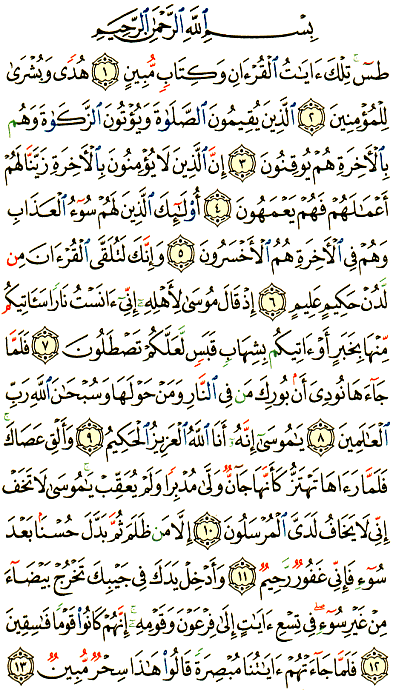 بِسْمِ ٱللَّهِ ٱلرَّحْمَٰنِ ٱلرَّحِيمِ
طسٓ ۚ تِلْكَ ءَايَٰتُ ٱلْقُرْءَانِ وَكِتَابٍ مُّبِينٍ ١ هُدًى وَبُشْرَىٰ
لِلْمُؤْمِنِينَ ٢ ٱلَّذِينَ يُقِيمُونَ ٱلصَّلَوٰةَ وَيُؤْتُونَ ٱلزَّكَوٰةَ وَهُم
بِٱلْءَاخِرَةِ هُمْ يُوقِنُونَ ٣ إِنَّ ٱلَّذِينَ لَا يُؤْمِنُونَ بِٱلْءَاخِرَةِ زَيَّنَّا لَهُمْ
أَعْمَٰلَهُمْ فَهُمْ يَعْمَهُونَ ٤ أُو۟لَٰٓئِكَ ٱلَّذِينَ لَهُمْ سُوٓءُ ٱلْعَذَابِ
وَهُمْ فِى ٱلْءَاخِرَةِ هُمُ ٱلْأَخْسَرُونَ ٥ وَإِنَّكَ لَتُلَقَّى ٱلْقُرْءَانَ مِن
لَّدُنْ حَكِيمٍ عَلِيمٍ ٦ إِذْ قَالَ مُوسَىٰ لِأَهْلِهِۦٓ إِنِّىٓ ءَانَسْتُ نَارًا سَـَٔاتِيكُم
مِّنْهَا بِخَبَرٍ أَوْ ءَاتِيكُم بِشِهَابٍ قَبَسٍ لَّعَلَّكُمْ تَصْطَلُونَ ٧ فَلَمَّا
جَآءَهَا نُودِىَ أَنۢ بُورِكَ مَن فِى ٱلنَّارِ وَمَنْ حَوْلَهَا وَسُبْحَٰنَ ٱللَّهِ رَبِّ
ٱلْعَٰلَمِينَ ٨ يَٰمُوسَىٰٓ إِنَّهُۥٓ أَنَا ٱللَّهُ ٱلْعَزِيزُ ٱلْحَكِيمُ ٩ وَأَلْقِ عَصَاكَ ۚ
فَلَمَّا رَءَاهَا تَهْتَزُّ كَأَنَّهَا جَآنٌّ وَلَّىٰ مُدْبِرًا وَلَمْ يُعَقِّبْ ۚ يَٰمُوسَىٰ لَا تَخَفْ
إِنِّى لَا يَخَافُ لَدَىَّ ٱلْمُرْسَلُونَ ١٠ إِلَّا مَن ظَلَمَ ثُمَّ بَدَّلَ حُسْنًۢا بَعْدَ
سُوٓءٍ فَإِنِّى غَفُورٌ رَّحِيمٌ ١١ وَأَدْخِلْ يَدَكَ فِى جَيْبِكَ تَخْرُجْ بَيْضَآءَ
مِنْ غَيْرِ سُوٓءٍ ۖ فِى تِسْعِ ءَايَٰتٍ إِلَىٰ فِرْعَوْنَ وَقَوْمِهِۦٓ ۚ إِنَّهُمْ كَانُوا۟ قَوْمًا فَٰسِقِينَ
١٢ فَلَمَّا جَآءَتْهُمْ ءَايَٰتُنَا مُبْصِرَةً قَالُوا۟ هَٰذَا سِحْرٌ مُّبِينٌ ١٣